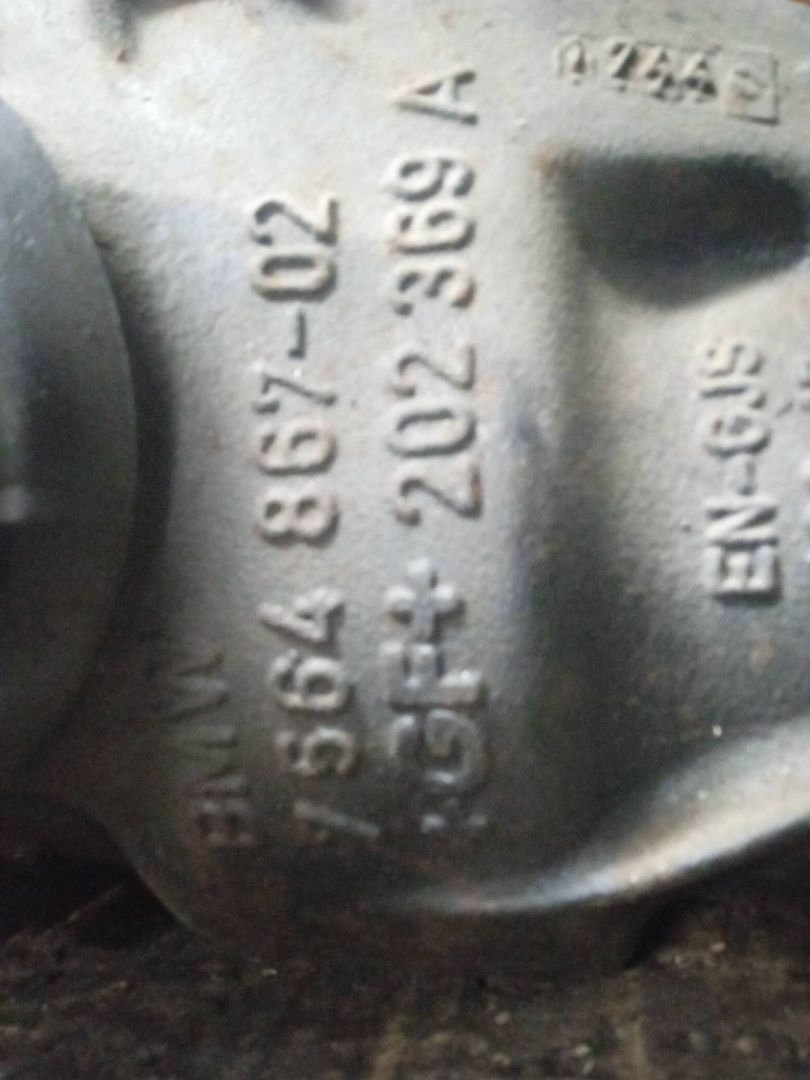 BMW
7 564 867-02
+GF+ 202 369 A
EN-GJS